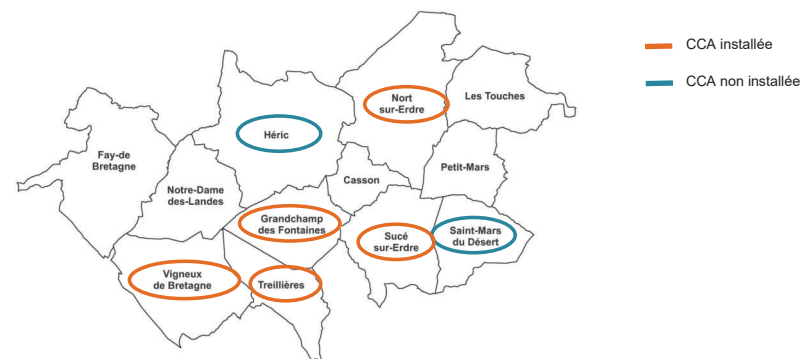 CCA installée
CCA non installée
Nort
sur-Erdre
Les Touches
Héric
Fay-de
Bretagne
Petit-Mars
Casson
Notre-Dame
des-Landes
Grandchamp
des Fontaines
Sucé
sur-Erdre
Saint-Mars
du Désert
Vigneux
de Bretagne
Treillières